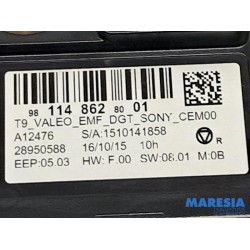 98 114 862 80 01
T9_VALEO_EMF_DGT_SONY_CEM00
A12476 S/A:1510141858
28950588 16/10/15 10h R
EEP:05.03 HW:F.00 SW:08.01 M:0B
MARESIA